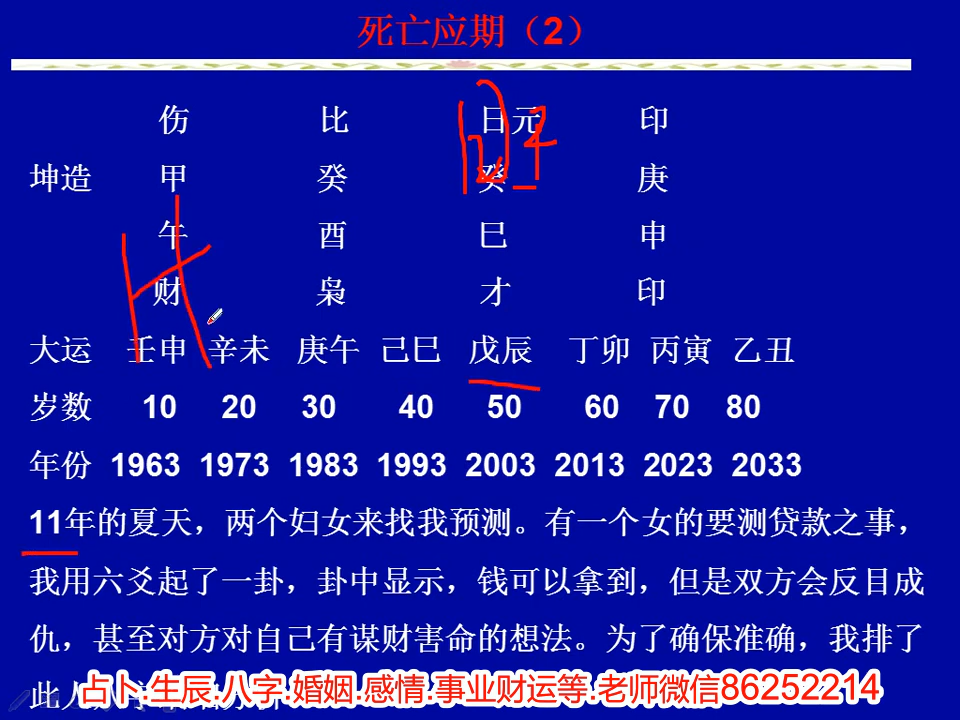 死亡应期（2）
伤 比 日元 印
坤造 甲 癸 癸 庚
午 酉 巳 申
财 枭 才 印
大运 壬申 辛未 庚午 己巳 戊辰 丁卯 丙寅 乙丑
岁数 10 20 30 40 50 60 70 80
年份 1963 1973 1983 1993 2003 2013 2023 2033
11年的夏天，两个妇女来找我预测。有一个女的要测贷款之事，
我用六爻起了一卦，卦中显示，钱可以拿到，但是双方会反目成
仇，甚至对方对自己有谋财害命的想法。为了确保准确，我排了
此人
占卜.生辰.八字.婚姻.感情.事业财运等.老师微信86252214